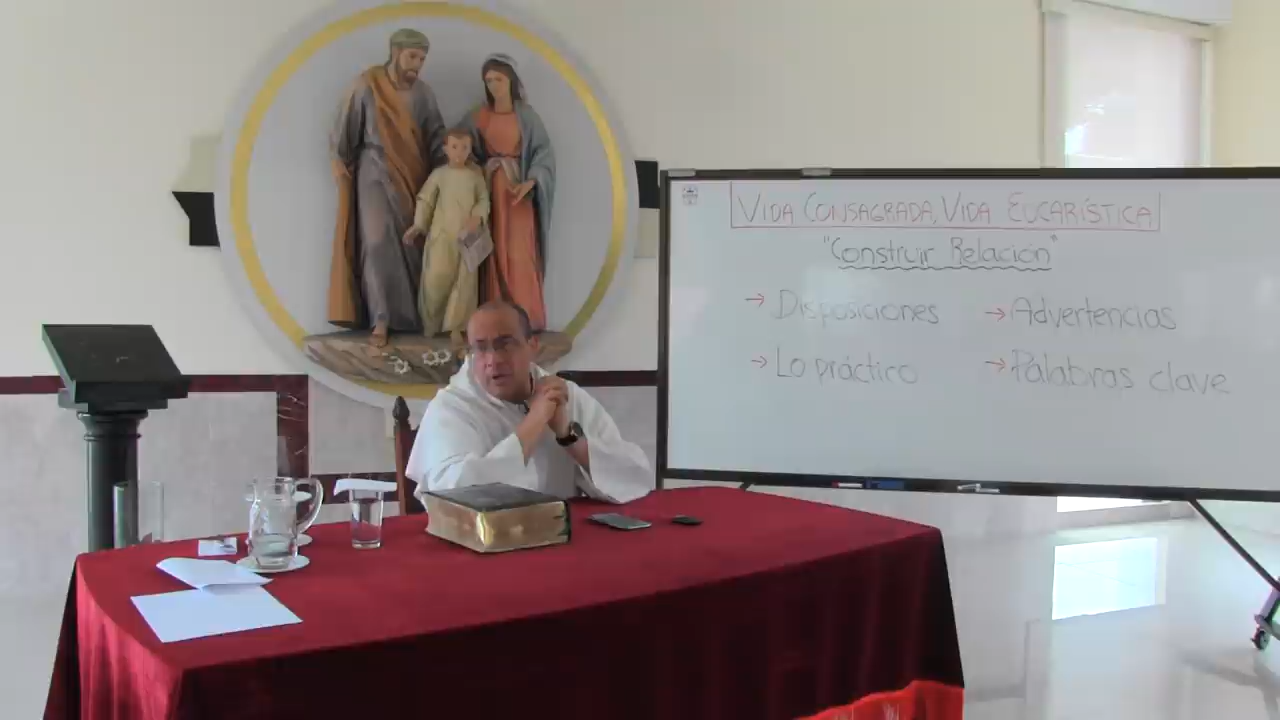 VIDA CONSAGRADA, VIDA EUCARÍSTICA
"Construir Relación"
→ Disposiciones → Advertencias
→ Lo práctico → Palabras clave